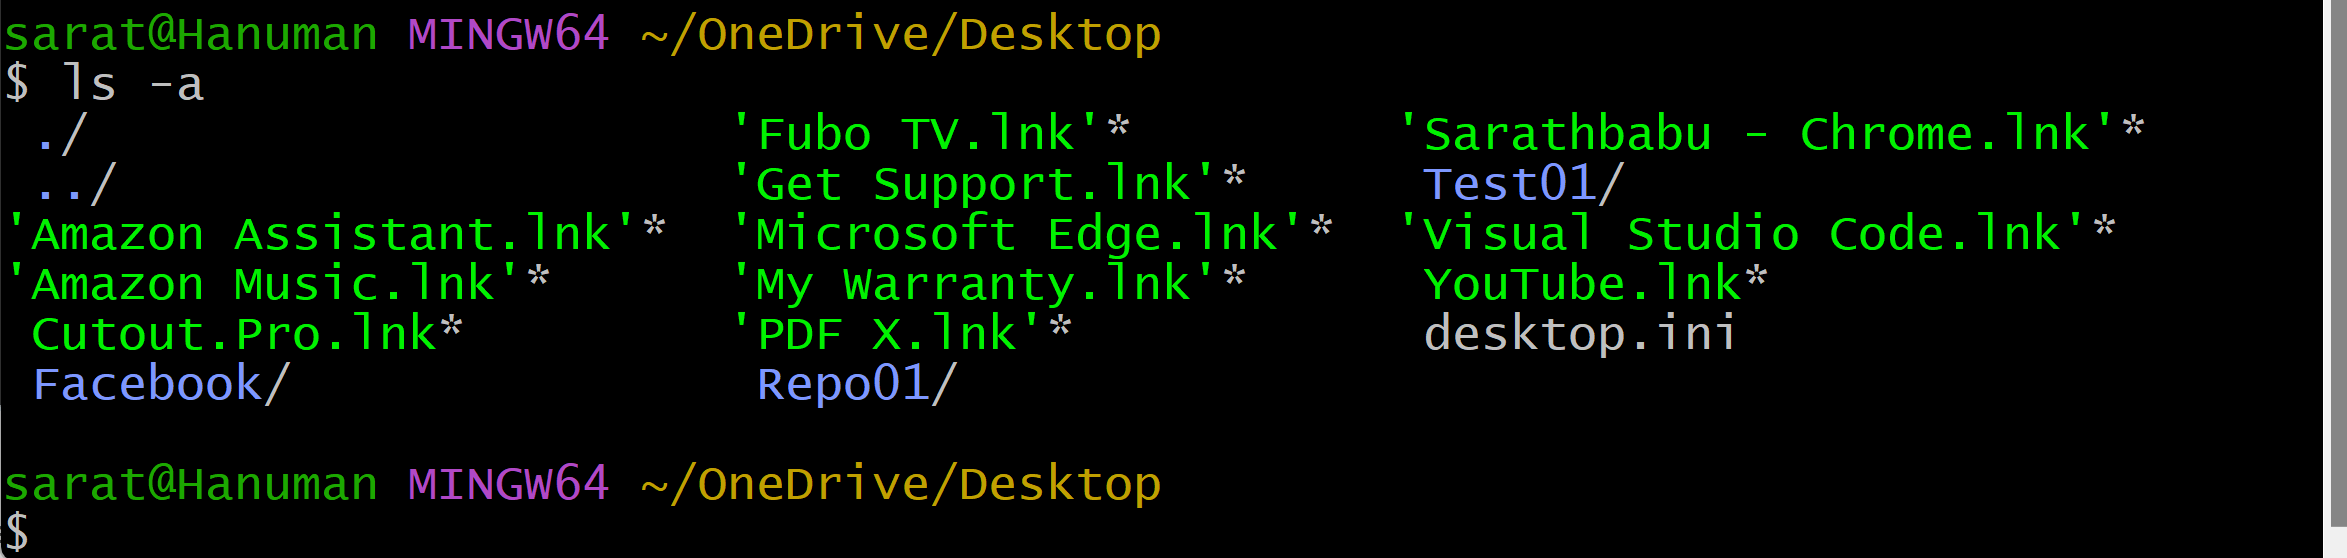 sarat@Hanuman MINGW64 ~/OneDrive/Desktop
$ ls -a
 ./                      'Fubo TV.lnk'*         'Sarathbabu - Chrome.lnk'*
 ../                     'Get Support.lnk'*      Test01/
'Amazon Assistant.lnk'*  'Microsoft Edge.lnk'*  'Visual Studio Code.lnk'*
'Amazon Music.lnk'*      'My Warranty.lnk'*      YouTube.lnk*
 Cutout.Pro.lnk*         'PDF X.lnk'*            desktop.ini
 Facebook/                Repo01/

sarat@Hanuman MINGW64 ~/OneDrive/Desktop
$